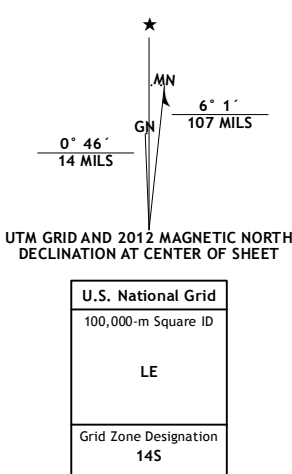 ★
.MN
GN
6° 1´
107 MILS
0° 46´
14 MILS
UTM GRID AND 2012 MAGNETIC NORTH
DECLINATION AT CENTER OF SHEET
U.S. National Grid
100,000-m Square ID
LE
Grid Zone Designation
14S